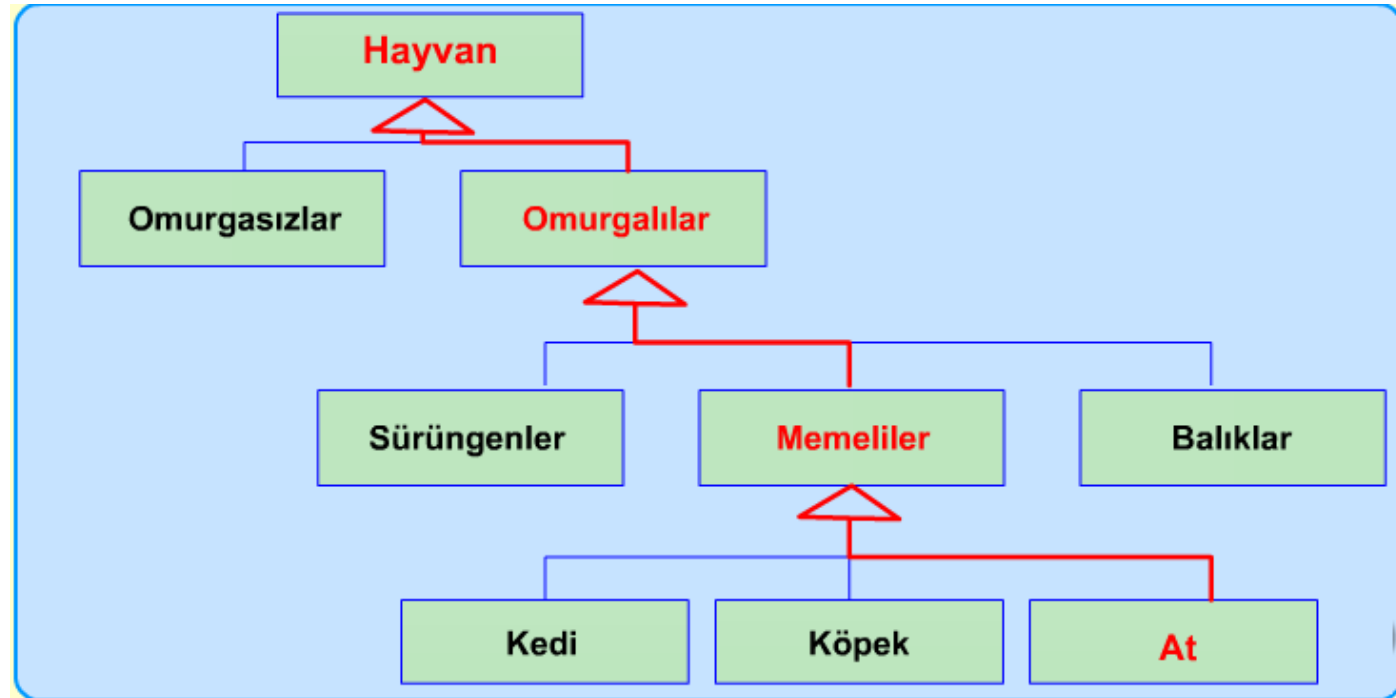 Hayvan
Omurgasızlar
Omurgalılar
Sürüngenler
Memeliler
Balıklar
Kedi
Köpek
At